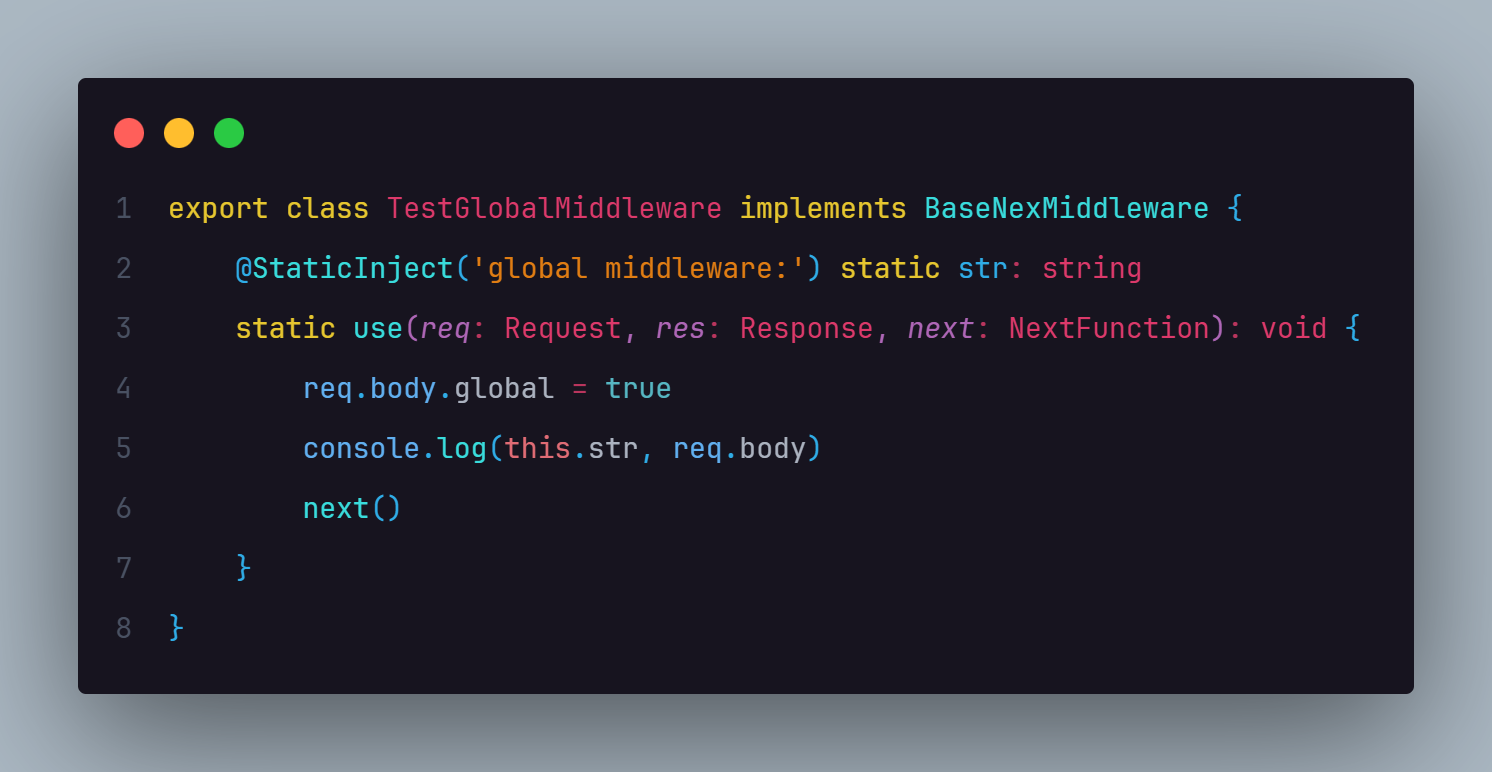 1 export class TestGlobalMiddleware implements BaseNexMiddleware {
2     @StaticInject('global middleware:') static str: string
3     static use(req: Request, res: Response, next: NextFunction): void {
4         req.body.global = true
5         console.log(this.str, req.body)
6         next()
7     }
8 }